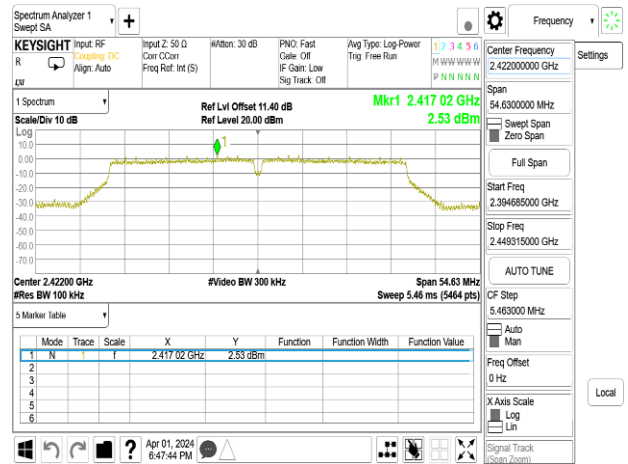 Spectrum Analyzer 1
Swept SA
Frequency
KEYSIGHT
R
LXI
Input: RF
Coupling: DC
Align: Auto
Input Z: 50 Ω
Corr CCorr
Freq Ref: Int (S)
#Atten: 30 dB
PNO: Fast
Gate: Off
IF Gain: Low
Sig Track: Off
Avg Type: Log-Power
Trig: Free Run
1 2 3 4 5 6
M W W W W W
P N N N N N
1 Spectrum
Scale/Div 10 dB
Ref Lvl Offset 11.40 dB
Ref Level 20.00 dBm
Mkr1 2.417 02 GHz
2.53 dBm
Log
10.0
0.00
-10.0
-20.0
-30.0
-40.0
-50.0
-60.0
-70.0
1
Center 2.42200 GHz
#Res BW 100 kHz
#Video BW 300 kHz
Span 54.63 MHz
Sweep 5.46 ms (5464 pts)
5 Marker Table
Mode Trace Scale X Y Function Function Width Function Value
1 N 1 f 2.417 02 GHz 2.53 dBm
2
3
4
5
6
Apr 01, 2024
6:47:44 PM
Center Frequency
2.422000000 GHz
Span
54.6300000 MHz
Swept Span
Zero Span
Full Span
Start Freq
2.394685000 GHz
Stop Freq
2.449315000 GHz
AUTO TUNE
CF Step
5.463000 MHz
Auto
Man
Freq Offset
0 Hz
X Axis Scale
Log
Lin
Signal Track
(Span Zoom)
Settings
Local